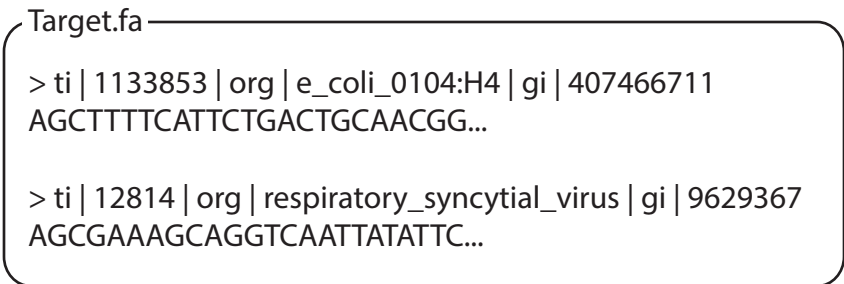 Target.fa
> ti | 1133853 | org | e_coli_0104:H4 | gi | 407466711
AGCTTTTCATTCTGACTGCAACGG...
> ti | 12814 | org | respiratory_syncytial_virus | gi | 9629367
AGCGAAAGCAGGTCAATTATATTC...